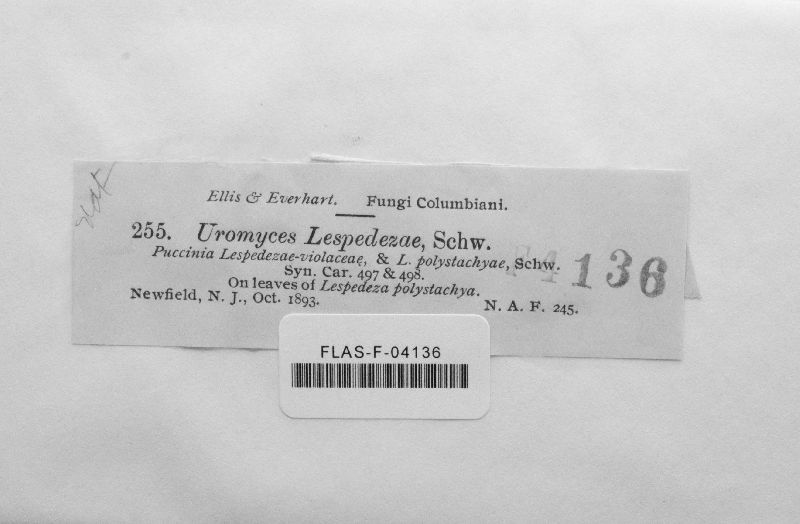 Ellis & Everhart. Fungi Columbiani.
255. Uromyces Lespedezae, Schw.
Puccinia Lespedezae-violaceae, & L. polystachyae, Schw.
Syn. Car. 497 & 498.
On leaves of Lespedeza polystachya.
Newfield, N. J., Oct. 1893.
N. A. F. 245.
F4136
FLAS-F-04136